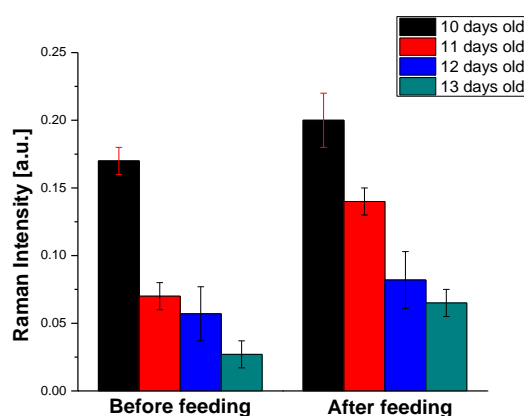 10 days old
11 days old
12 days old
13 days old
0.25
0.20
0.15
0.10
0.05
0.00
Raman Intensity [a.u.]
Before feeding
After feeding